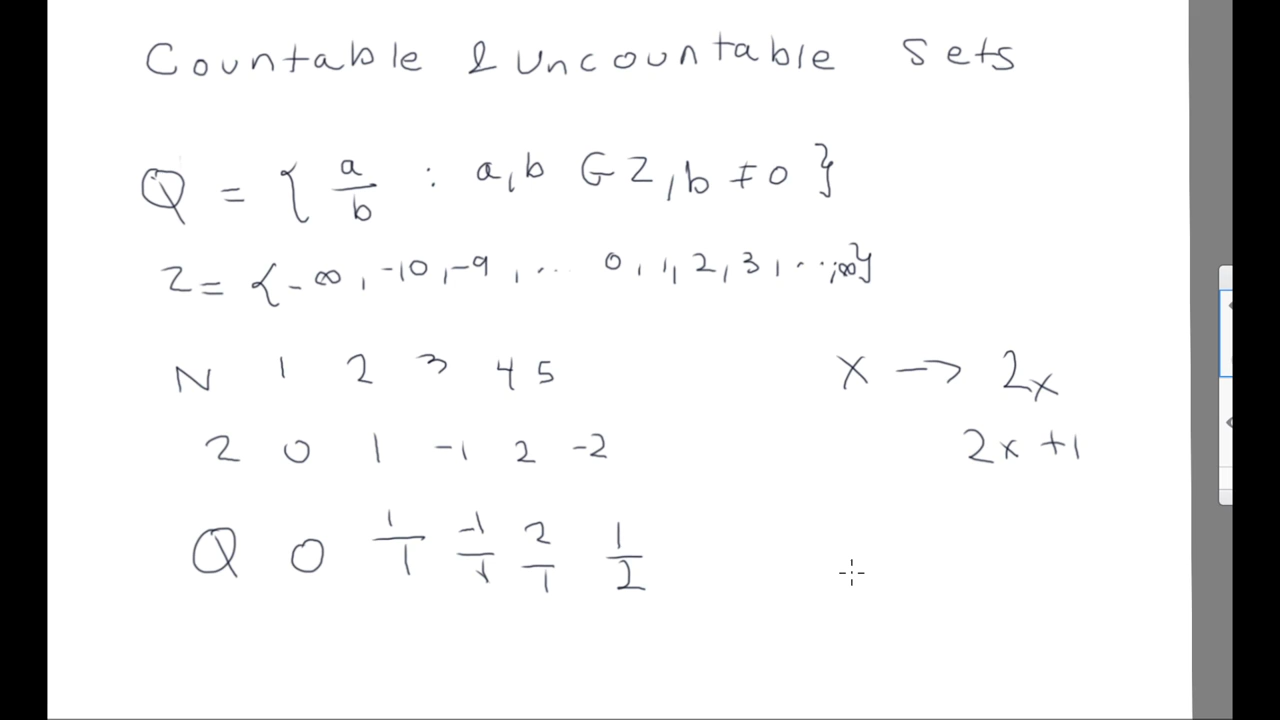 Countable & Uncountable Sets
Q = { a/b : a, b ∈ Z, b ≠ 0 }
Z = { -∞, -10, -9, ... 0, 1, 2, 3, ..., ∞ }
N 1 2 3 4 5
Z 0 1 -1 2 -2
Q 0 1/1 -1/1 2/1 1/2
x → 2x
2x + 1